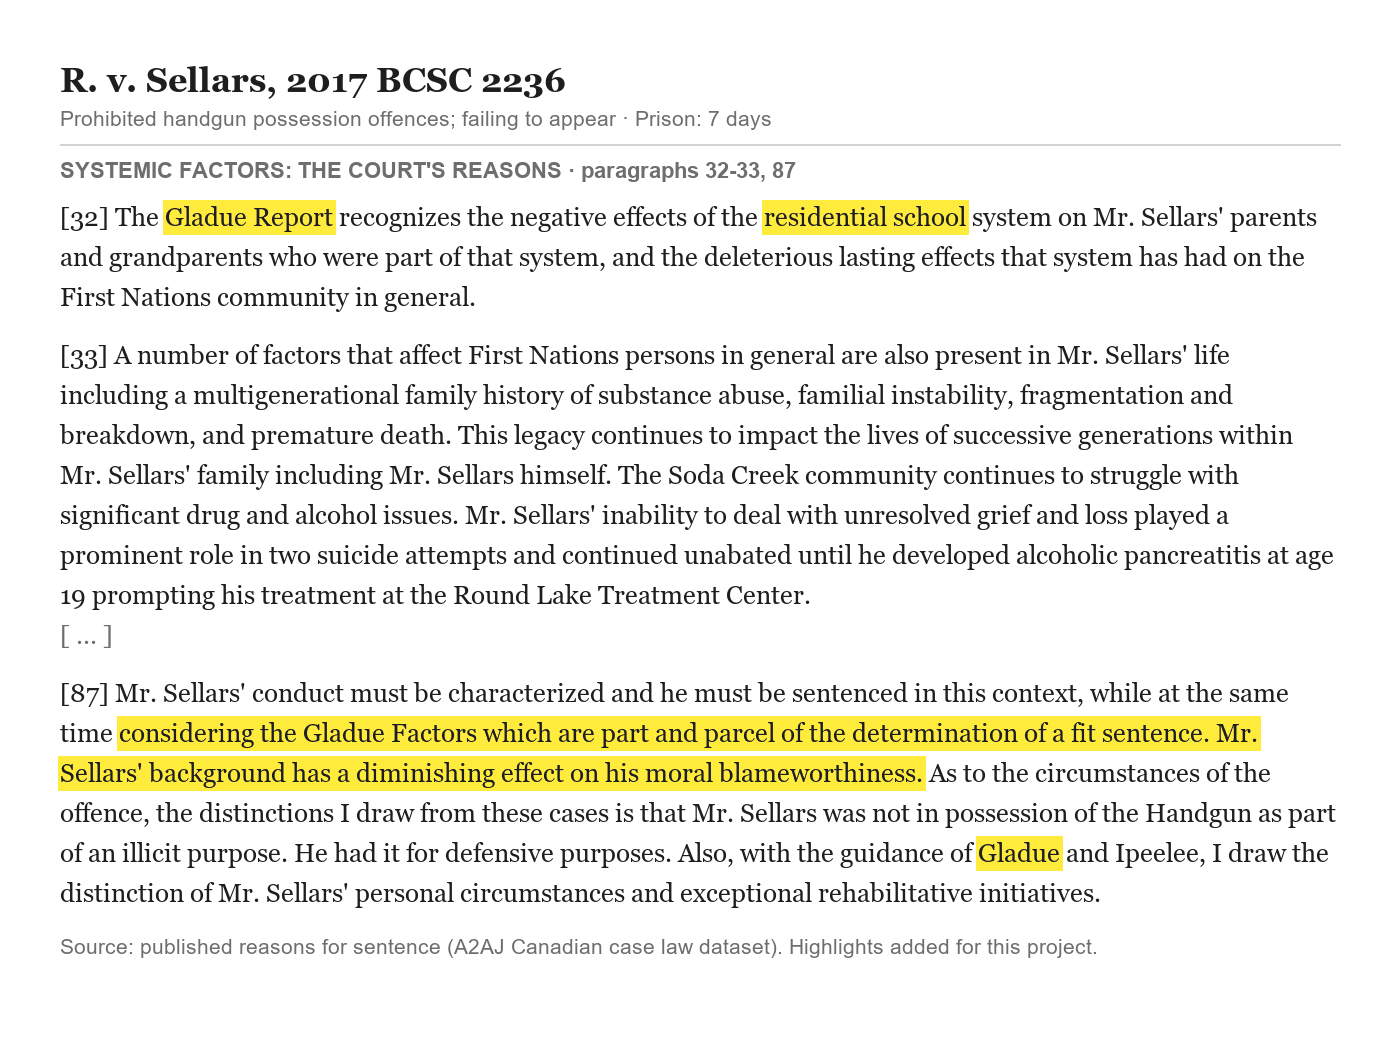 R. v. Sellars, 2017 BCSC 2236
Prohibited handgun possession offences; failing to appear · Prison: 7 days
SYSTEMIC FACTORS: THE COURT'S REASONS · paragraphs 32-33, 87
[32] The Gladue Report recognizes the negative effects of the residential school system on Mr. Sellars' parents
and grandparents who were part of that system, and the deleterious lasting effects that system has had on the
First Nations community in general.
[33] A number of factors that affect First Nations persons in general are also present in Mr. Sellars' life
including a multigenerational family history of substance abuse, familial instability, fragmentation and
breakdown, and premature death. This legacy continues to impact the lives of successive generations within
Mr. Sellars' family including Mr. Sellars himself. The Soda Creek community continues to struggle with
significant drug and alcohol issues. Mr. Sellars' inability to deal with unresolved grief and loss played a
prominent role in two suicide attempts and continued unabated until he developed alcoholic pancreatitis at age
19 prompting his treatment at the Round Lake Treatment Center.
[ ... ]
[87] Mr. Sellars' conduct must be characterized and he must be sentenced in this context, while at the same
time considering the Gladue Factors which are part and parcel of the determination of a fit sentence. Mr.
Sellars' background has a diminishing effect on his moral blameworthiness. As to the circumstances of the
offence, the distinctions I draw from these cases is that Mr. Sellars was not in possession of the Handgun as part
of an illicit purpose. He had it for defensive purposes. Also, with the guidance of Gladue and Ipeelee, I draw the
distinction of Mr. Sellars' personal circumstances and exceptional rehabilitative initiatives.
Source: published reasons for sentence (A2AJ Canadian case law dataset). Highlights added for this project.